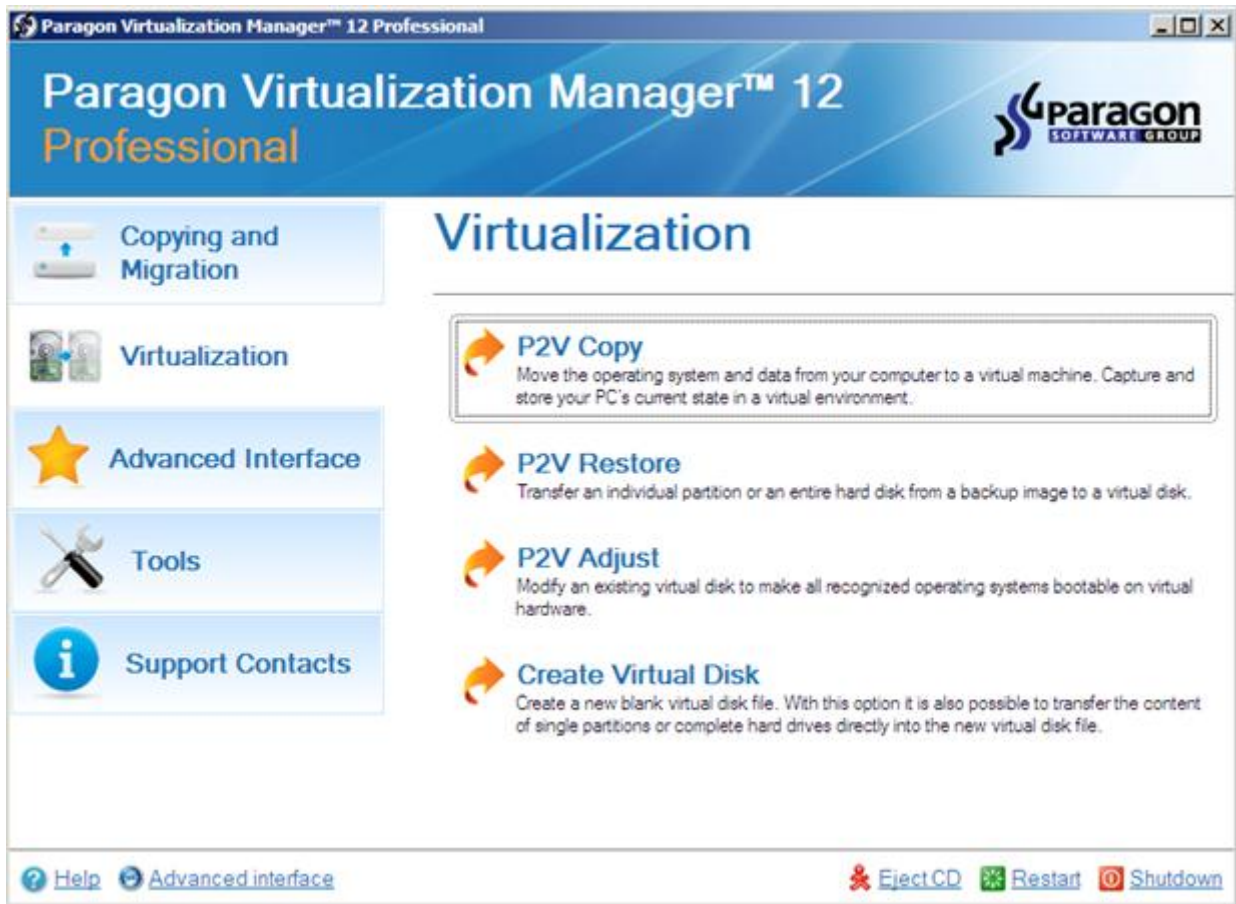 Paragon Virtualization Manager™ 12 Professional
Paragon Virtualization Manager™ 12
Professional
Paragon
SOFTWARE GROUP
Copying and
Migration
Virtualization
Advanced Interface
Tools
Support Contacts
Virtualization
P2V Copy
Move the operating system and data from your computer to a virtual machine. Capture and
store your PC's current state in a virtual environment.
P2V Restore
Transfer an individual partition or an entire hard disk from a backup image to a virtual disk.
P2V Adjust
Modify an existing virtual disk to make all recognized operating systems bootable on virtual
hardware.
Create Virtual Disk
Create a new blank virtual disk file. With this option it is also possible to transfer the content
of single partitions or complete hard drives directly into the new virtual disk file.
Help Advanced interface Eject CD Restart Shutdown